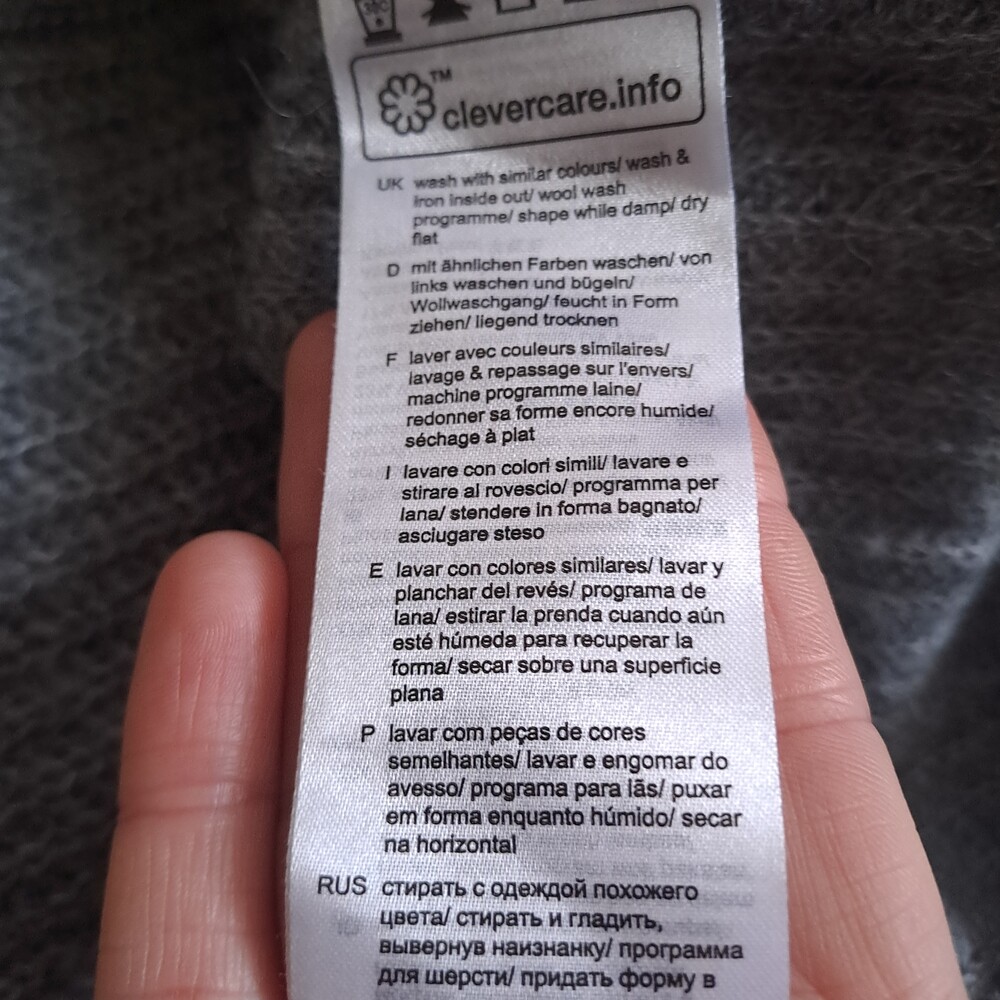 30C
TM
clevercare.info
UK wash with similar colours/ wash &
iron inside out/ wool wash
programme/ shape while damp/ dry
flat
D mit ähnlichen Farben waschen/ von
links waschen und bügeln/
Wollwaschgang/ feucht in Form
ziehen/ liegend trocknen
F laver avec couleurs similaires/
lavage & repassage sur l'envers/
machine programme laine/
redonner sa forme encore humide/
séchage à plat
I lavare con colori simili/ lavare e
stirare al rovescio/ programma per
lana/ stendere in forma bagnato/
asciugare steso
E lavar con colores similares/ lavar y
planchar del revés/ programa de
lana/ estirar la prenda cuando aún
esté húmeda para recuperar la
forma/ secar sobre una superficie
plana
P lavar com peças de cores
semelhantes/ lavar e engomar do
avesso/ programa para lãs/ puxar
em forma enquanto húmido/ secar
na horizontal
RUS стирать с одеждой похожего
цвета/ стирать и гладить,
вывернув наизнанку/ программа
для шерсти/ придать форму в